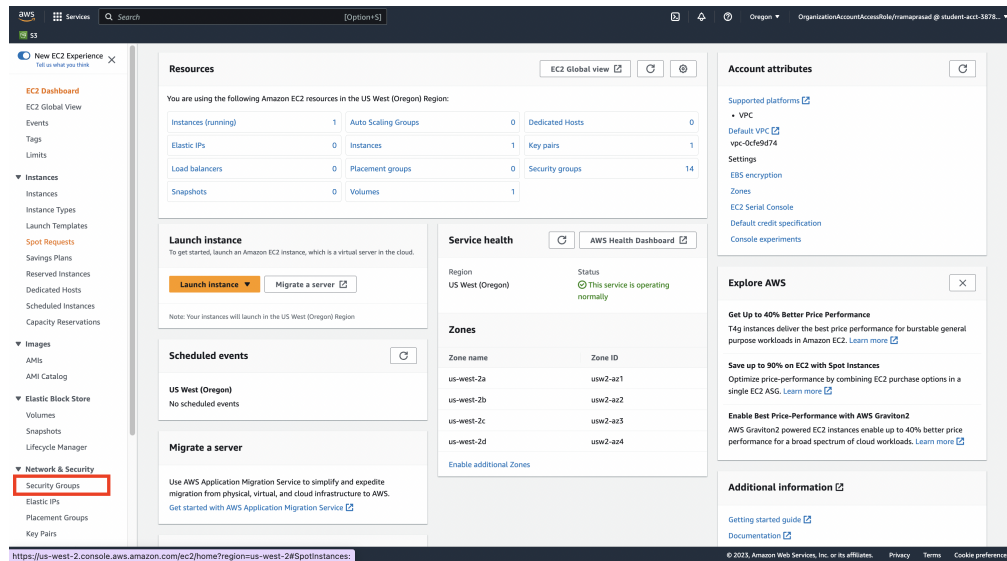 aws
Services
Search
[Option+S]
Oregon ▼
OrganizationAccountAccessRole/rramaprasad @ student-acct-3878... ▼
S3
New EC2 Experience
Tell us what you think
EC2 Dashboard
EC2 Global View
Events
Tags
Limits
▼ Instances
Instances
Instance Types
Launch Templates
Spot Requests
Savings Plans
Reserved Instances
Dedicated Hosts
Scheduled Instances
Capacity Reservations
▼ Images
AMIs
AMI Catalog
▼ Elastic Block Store
Volumes
Snapshots
Lifecycle Manager
▼ Network & Security
Security Groups
Elastic IPs
Placement Groups
Key Pairs
https://us-west-2.console.aws.amazon.com/ec2/home?region=us-west-2#SpotInstances:
Resources
EC2 Global view
You are using the following Amazon EC2 resources in the US West (Oregon) Region:
Instances (running) 1 Auto Scaling Groups 0 Dedicated Hosts 0
Elastic IPs 0 Instances 1 Key pairs 1
Load balancers 0 Placement groups 0 Security groups 14
Snapshots 0 Volumes 1
Launch instance
To get started, launch an Amazon EC2 instance, which is a virtual server in the cloud.
Launch instance ▼
Migrate a server
Note: Your instances will launch in the US West (Oregon) Region
Scheduled events
US West (Oregon)
No scheduled events
Migrate a server
Use AWS Application Migration Service to simplify and expedite
migration from physical, virtual, and cloud infrastructure to AWS.
Get started with AWS Application Migration Service
Service health
AWS Health Dashboard
Region Status
US West (Oregon) This service is operating
normally
Zones
Zone name Zone ID
us-west-2a usw2-az1
us-west-2b usw2-az2
us-west-2c usw2-az3
us-west-2d usw2-az4
Enable additional Zones
Account attributes
Supported platforms
• VPC
Default VPC
vpc-0cfe9d74
Settings
EBS encryption
Zones
EC2 Serial Console
Default credit specification
Console experiments
Explore AWS
Get Up to 40% Better Price Performance
T4g instances deliver the best price performance for burstable general
purpose workloads in Amazon EC2. Learn more
Save up to 90% on EC2 with Spot Instances
Optimize price-performance by combining EC2 purchase options in a
single EC2 ASG. Learn more
Enable Best Price-Performance with AWS Graviton2
AWS Graviton2 powered EC2 instances enable up to 40% better price
performance for a broad spectrum of cloud workloads. Learn more
Additional information
Getting started guide
Documentation
© 2023, Amazon Web Services, Inc. or its affiliates. Privacy Terms Cookie preference